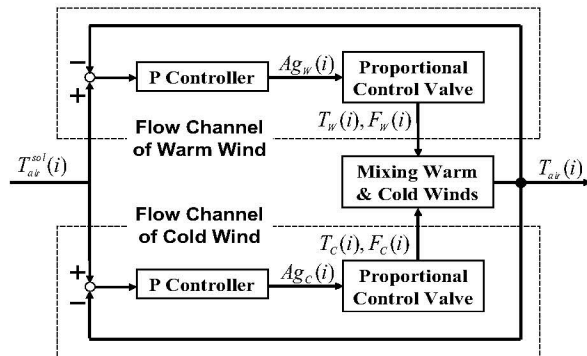 −
+
P Controller
Ag_W(i)
Proportional
Control Valve
Flow Channel
of Warm Wind
T_W(i), F_W(i)
T_air^sol(i)
Mixing Warm
& Cold Winds
T_air(i)
Flow Channel
of Cold Wind
T_C(i), F_C(i)
+
−
P Controller
Ag_C(i)
Proportional
Control Valve